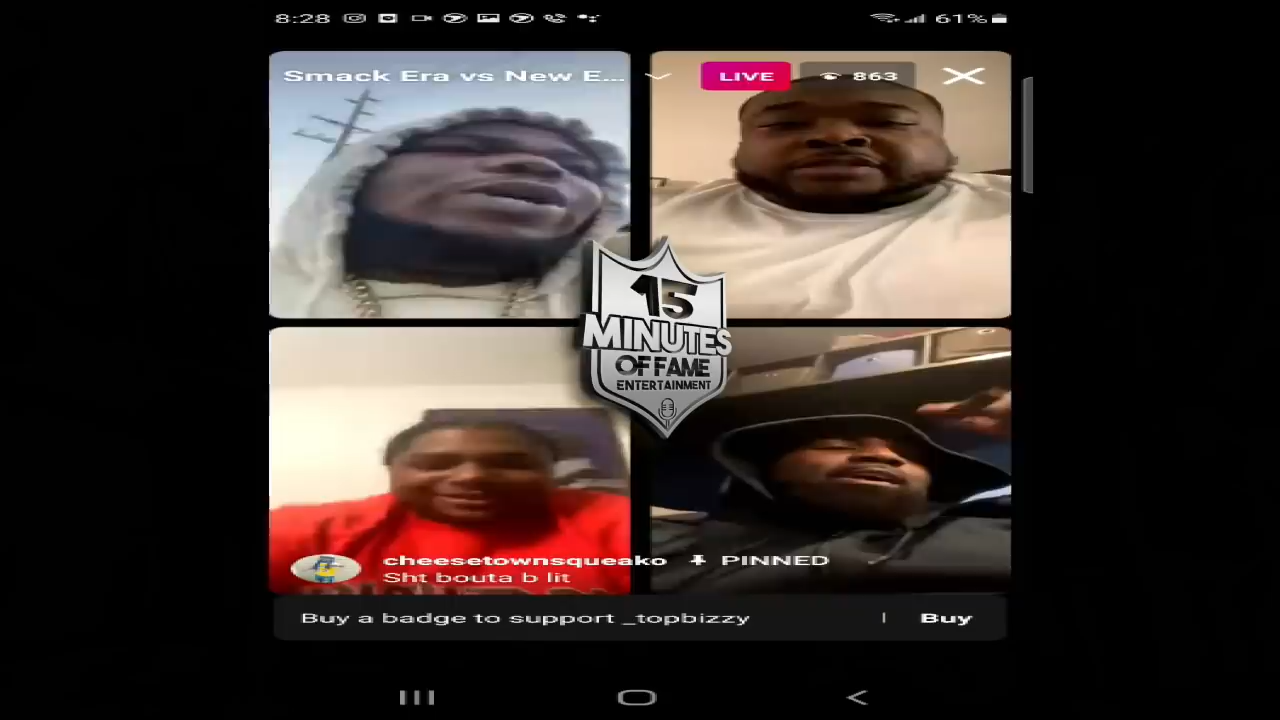 8:28
61%
Smack Era vs New E...
LIVE
863
15
MINUTES
OF FAME
ENTERTAINMENT
cheesetownsqueako PINNED
Sht bouta b lit
Buy a badge to support _topbizzy
Buy